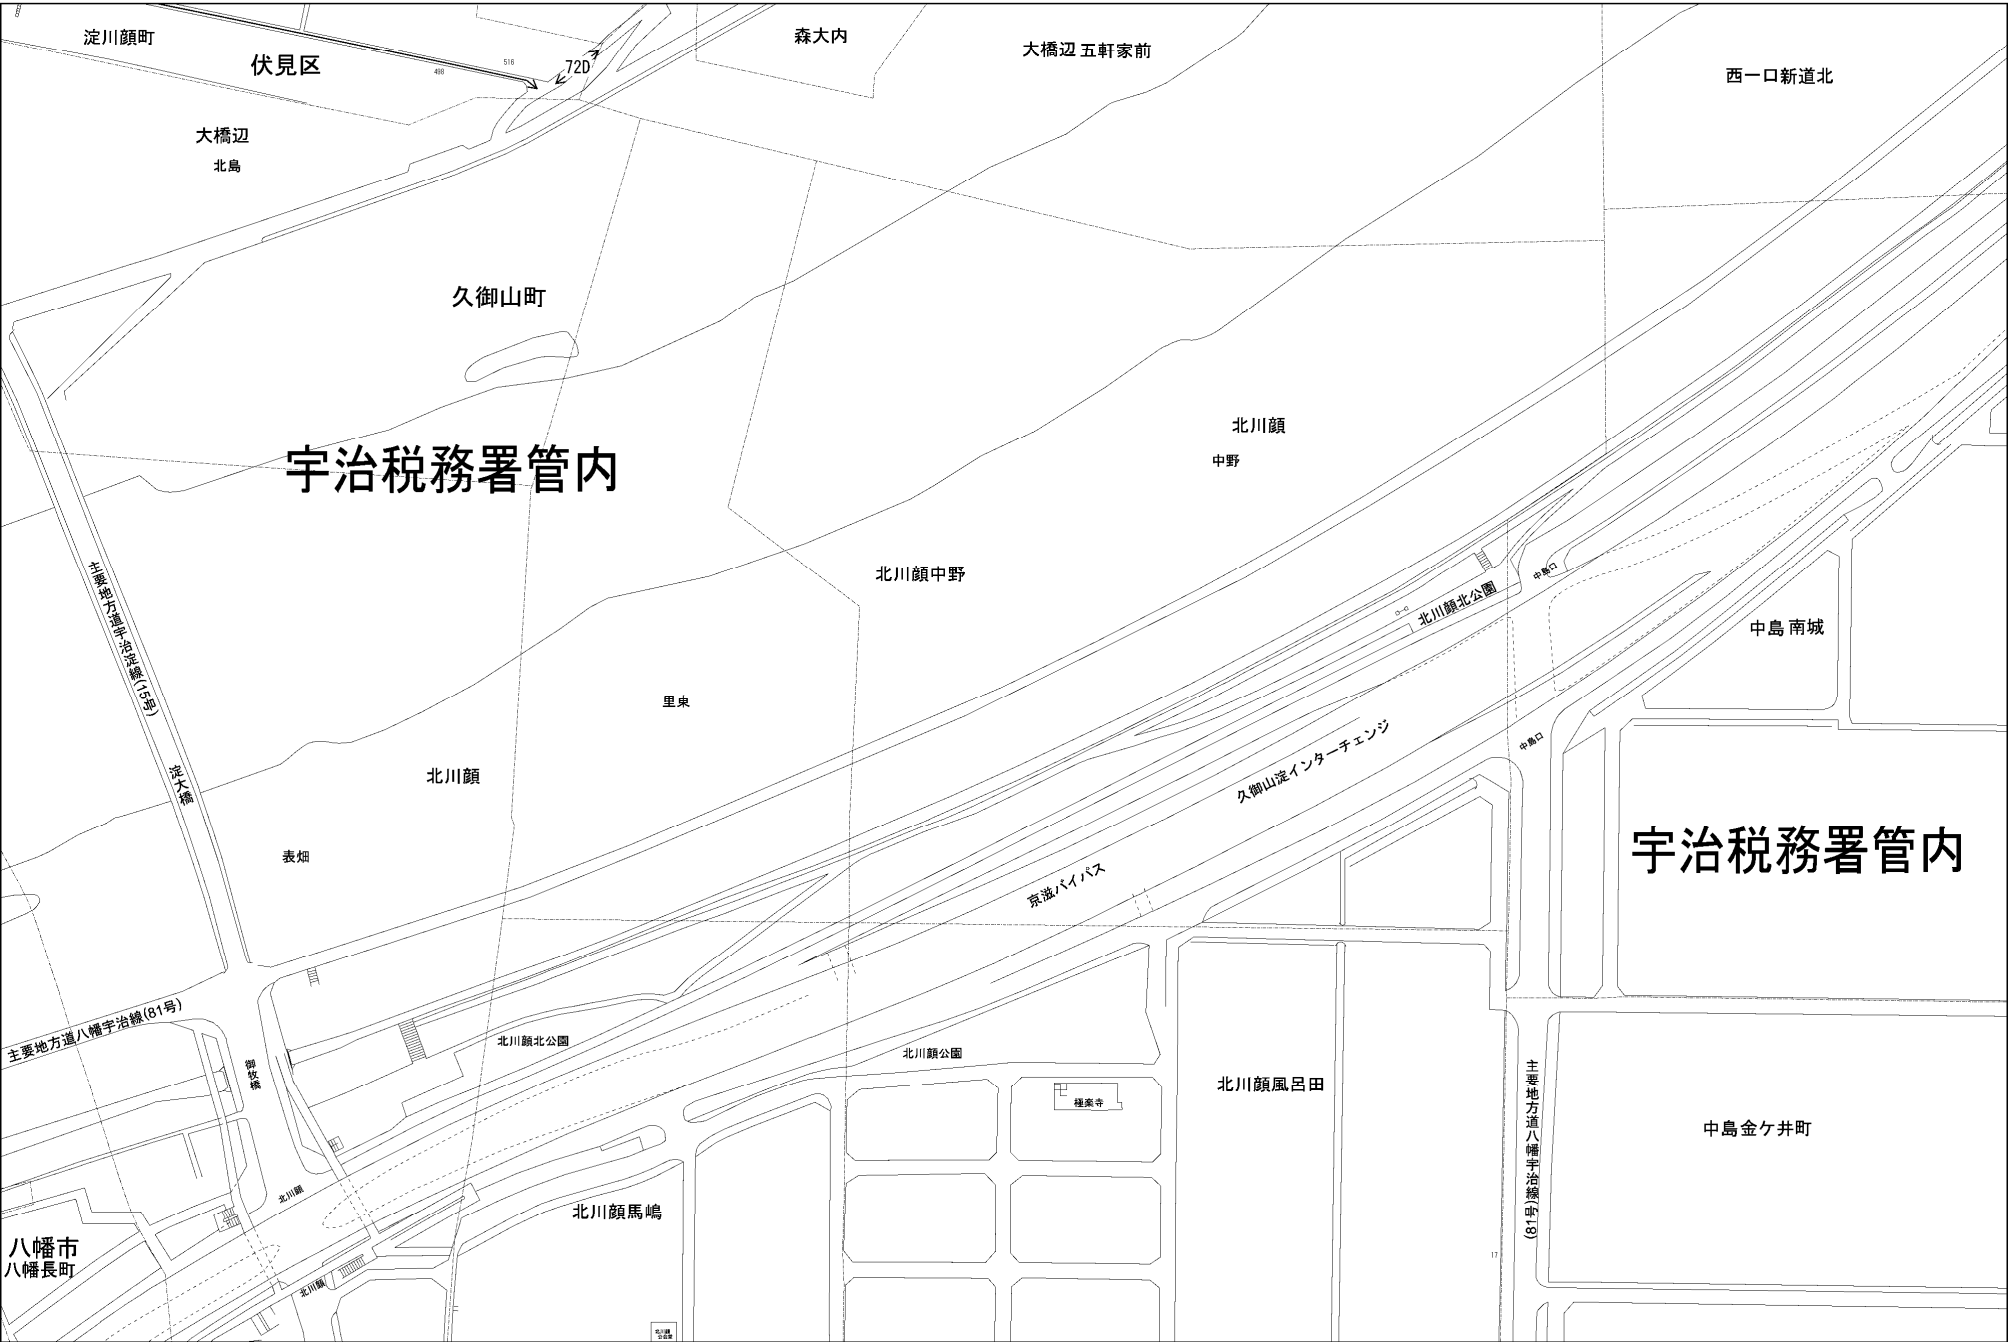 淀川顔町
伏見区
498
516
72D
森大内
大橋辺 五軒家前
西一口新道北
大橋辺
北島
久御山町
宇治税務署管内
北川顔
中野
北川顔中野
中島口
北川顔北公園
中島 南城
主要地方道宇治淀線(15号)
里東
久御山淀インターチェンジ
中島口
淀大橋
北川顔
表畑
京滋バイパス
宇治税務署管内
主要地方道八幡宇治線(81号)
御牧橋
北川顔北公園
北川顔公園
極楽寺
北川顔風呂田
主要地方道八幡宇治線(81号)
中島金ケ井町
北川顔
北川顔馬嶋
八幡市
八幡長町
北川顔
17
北川顔
公会堂